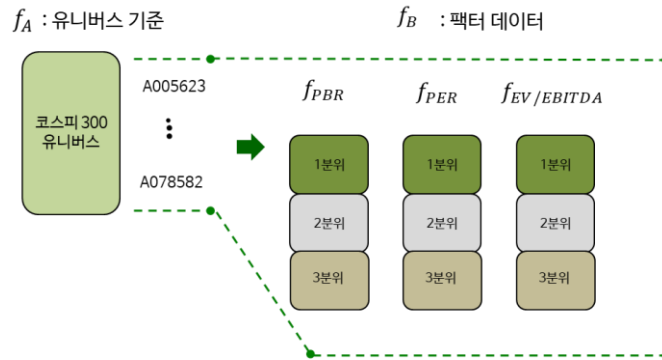 f_A : 유니버스 기준
f_B : 팩터 데이터
코스피 300
유니버스
A005623
⋮
A078582
f_PBR
f_PER
f_EV/EBITDA
1분위
1분위
1분위
2분위
2분위
2분위
3분위
3분위
3분위